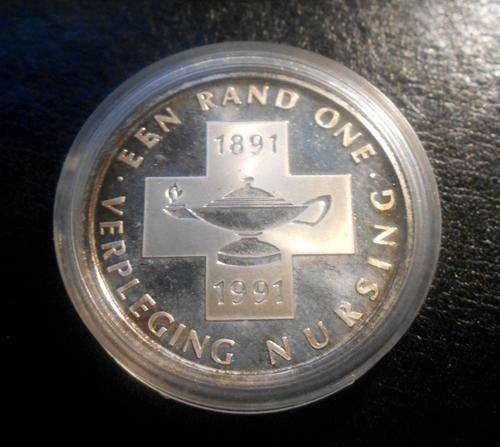 · EEN RAND ONE ·
1891
1991
VERPLEGING NURSING